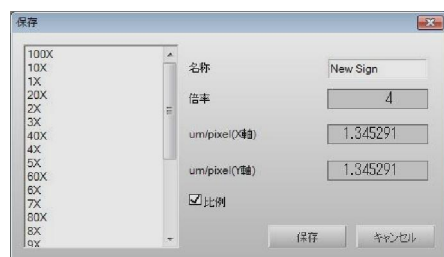 保存
100X
10X
1X
20X
2X
3X
40X
4X
5X
60X
6X
7X
80X
8X
9X
名称
New Sign
倍率
4
um/pixel(X軸)
1.345291
um/pixel(Y軸)
1.345291
比例
保存
キャンセル